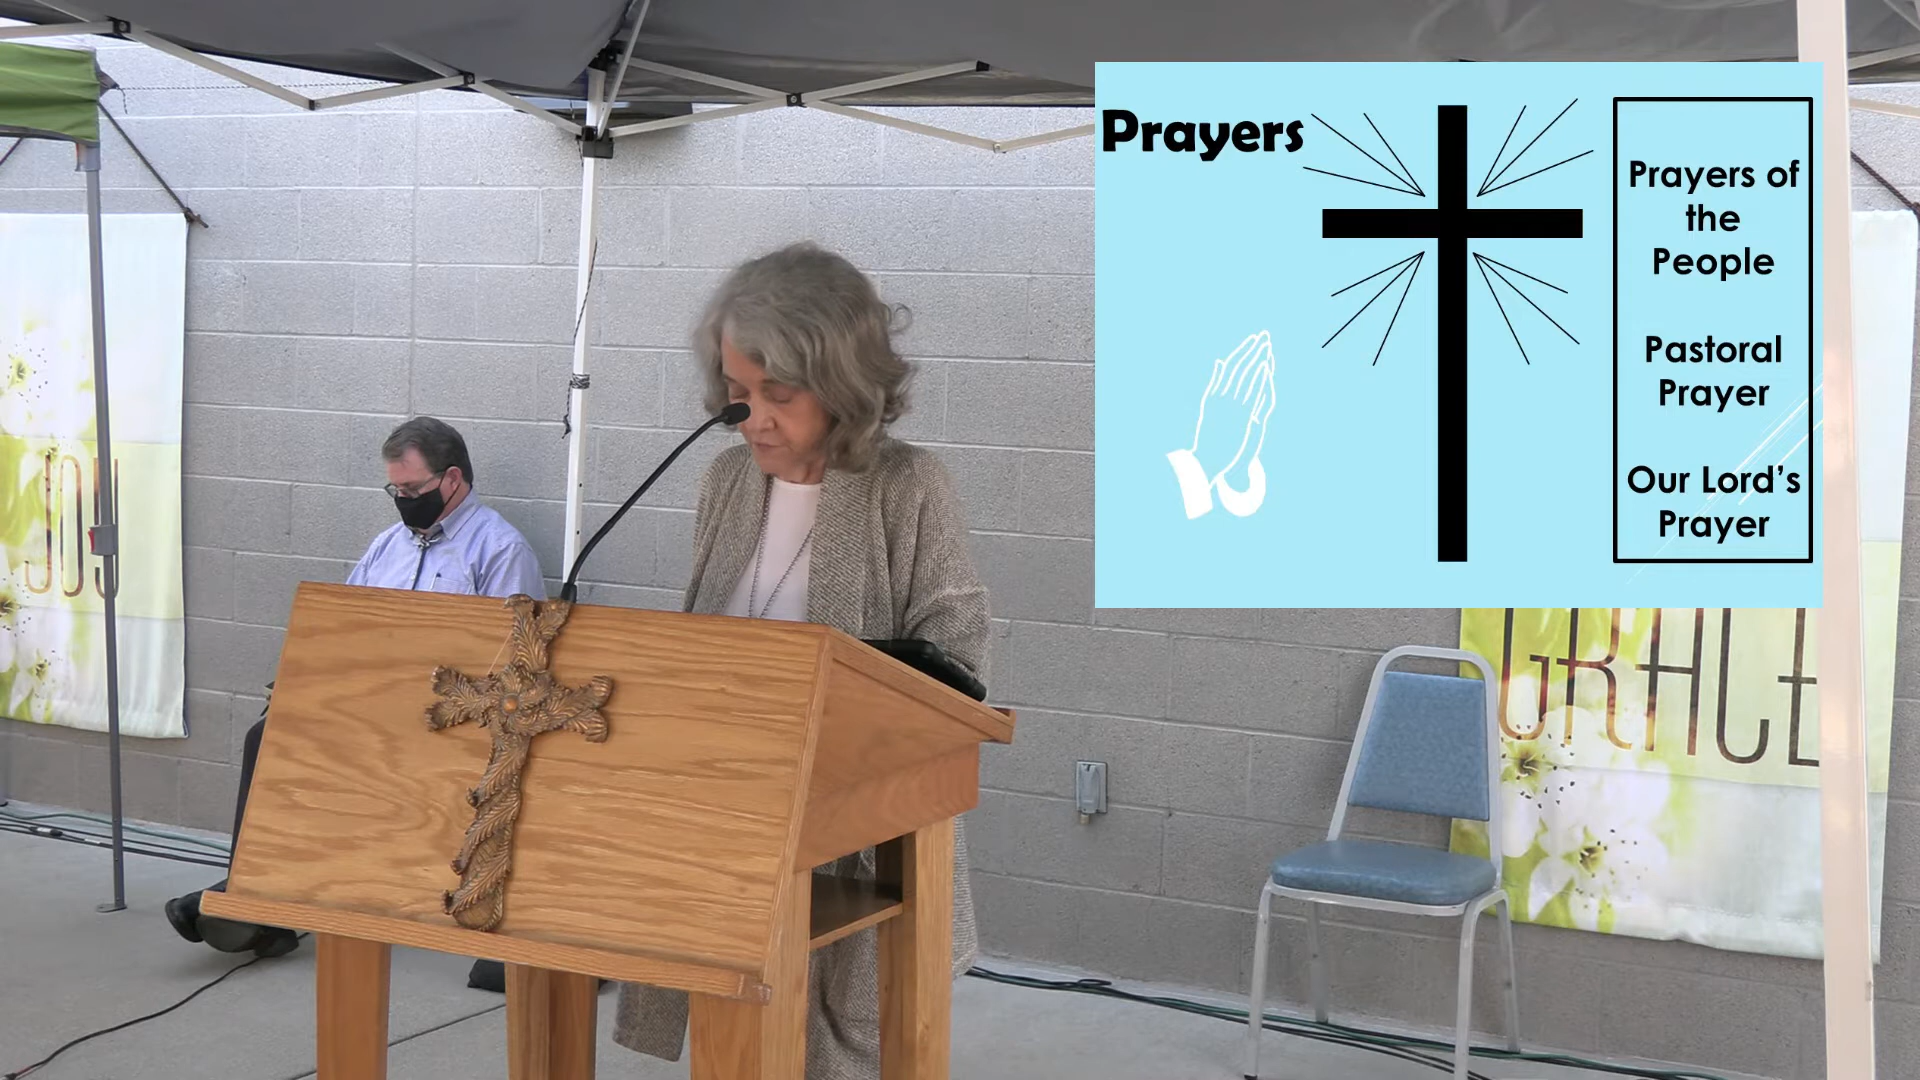 Prayers
Prayers of
the
People
Pastoral
Prayer
Our Lord's
Prayer
JOY
GRACE